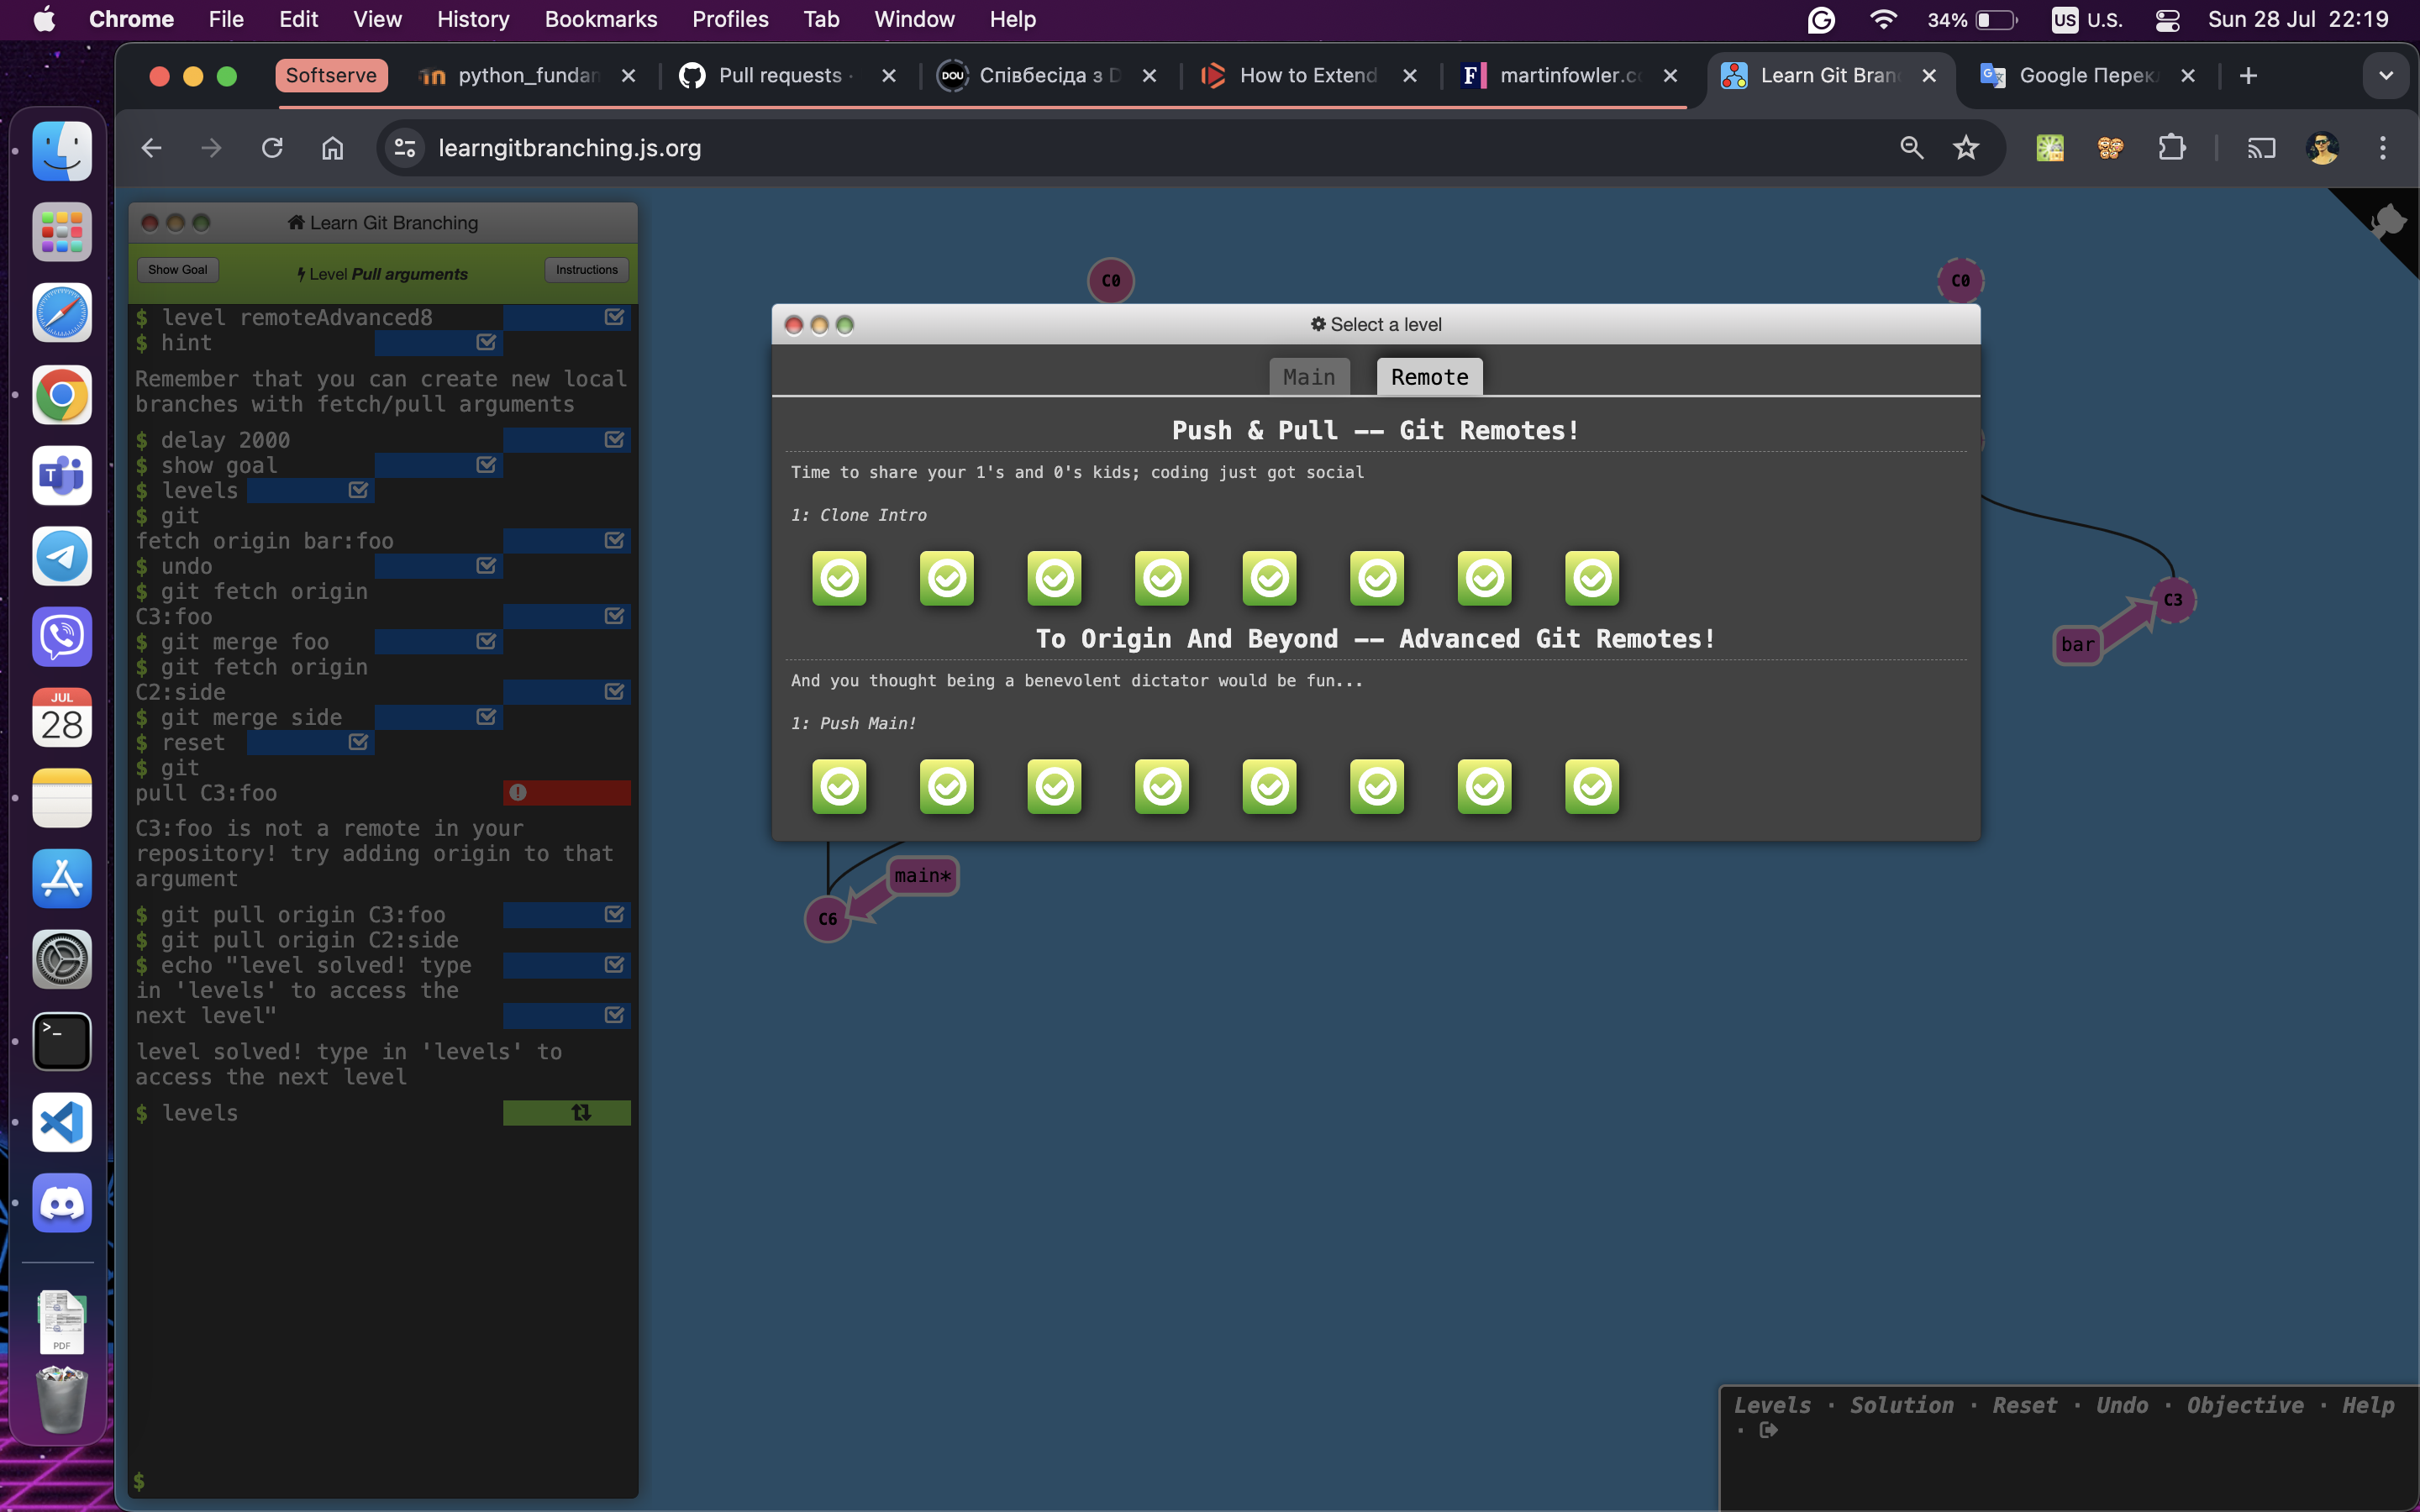 Chrome File Edit View History Bookmarks Profiles Tab Window Help 34% US U.S. Sun 28 Jul 22:19
Softserve python_fundan Pull requests · Співбесіда з D How to Extend martinfowler.co Learn Git Bran Google Перек
DOU
learngitbranching.js.org
Learn Git Branching
Show Goal
Level Pull arguments
Instructions
$ level remoteAdvanced8
$ hint
Remember that you can create new local
branches with fetch/pull arguments
$ delay 2000
$ show goal
$ levels
$ git
fetch origin bar:foo
$ undo
$ git fetch origin
C3:foo
$ git merge foo
$ git fetch origin
C2:side
$ git merge side
$ reset
$ git
pull C3:foo
C3:foo is not a remote in your
repository! try adding origin to that
argument
$ git pull origin C3:foo
$ git pull origin C2:side
$ echo "level solved! type
in 'levels' to access the
next level"
level solved! type in 'levels' to
access the next level
$ levels
$
C0
C0
Select a level
Main Remote
Push & Pull -- Git Remotes!
Time to share your 1's and 0's kids; coding just got social
1: Clone Intro
To Origin And Beyond -- Advanced Git Remotes!
And you thought being a benevolent dictator would be fun...
1: Push Main!
C3
bar
main*
C6
Levels · Solution · Reset · Undo · Objective · Help
·
JUL
28
PDF